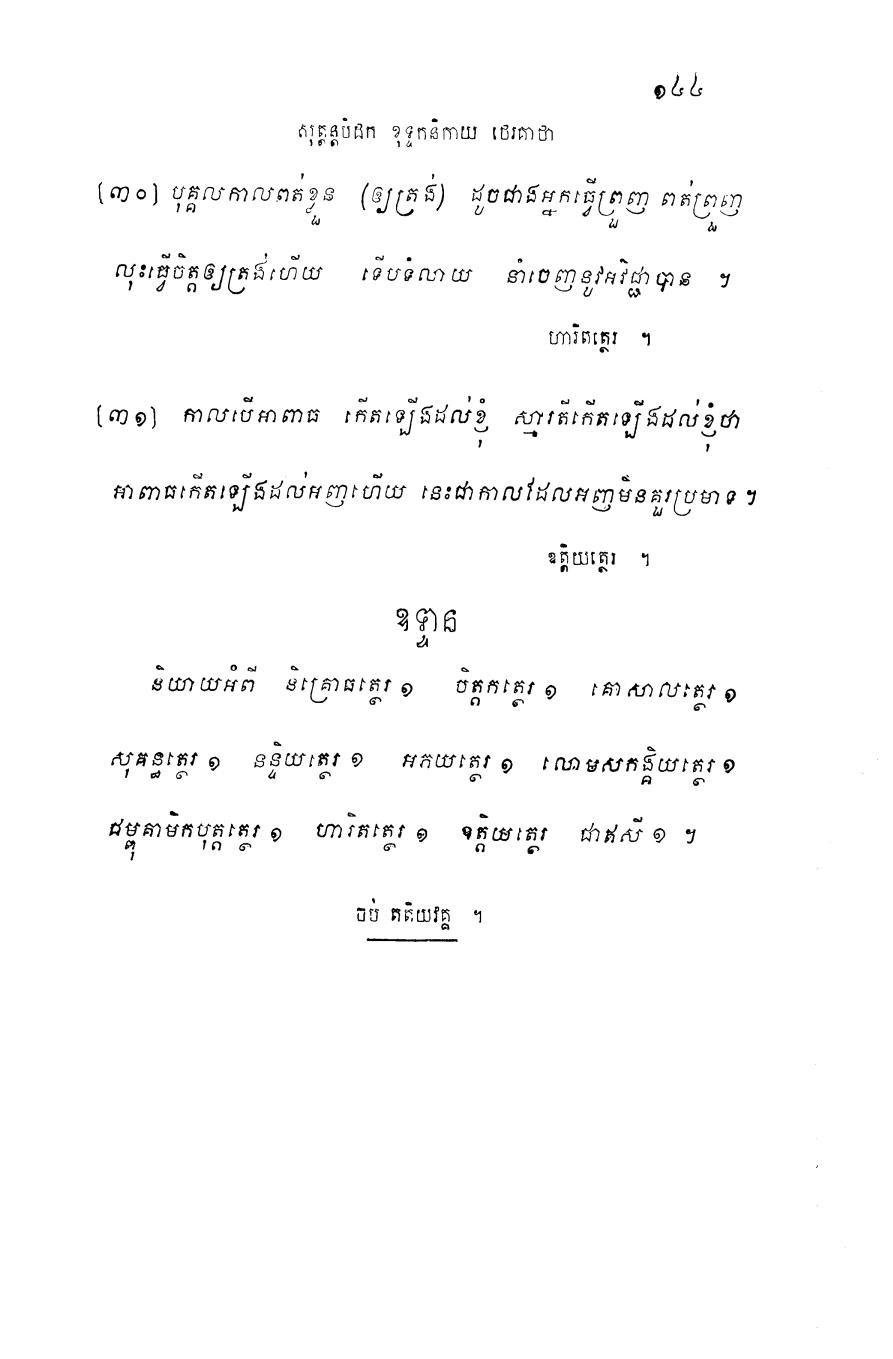 ១៤៤
សុត្តន្តបិដក ខុទ្ទកនិកាយ ថេរគាថា
[៣០] បុគ្គលកាលពត់ខ្លួន (ឲ្យត្រង់) ដូចជាងអ្នកធ្វើព្រួញ ពត់ព្រួញ
លុះធ្វើចិត្តឲ្យត្រង់ហើយ ទើបទំលាយ នាំចេញនូវអវិជ្ជាបាន ។
ហារិតត្ថេរ ។
[៣១] កាលបើអាពាធ កើតឡើងដល់ខ្ញុំ ស្មារតីកើតឡើងដល់ខ្ញុំថា
អាពាធកើតឡើងដល់អញហើយ នេះជាកាលដែលអញមិនគួរប្រមាទ ។
ឧត្តិយត្ថេរ ។
ឧទ្ទាន
និយាយអំពី និគ្រោធត្ថេរ ១ ចិត្តកត្ថេរ ១ គោសាលត្ថេរ ១
សុគន្ធត្ថេរ ១ នន្ទិយត្ថេរ ១ អភយត្ថេរ ១ លោមសកង្គិយត្ថេរ ១
ជម្ពុគាមិកបុត្តត្ថេរ ១ ហារិតត្ថេរ ១ ឧត្តិយត្ថេរ ជាឥសី ១ ។
ចប់ តតិយវគ្គ ។